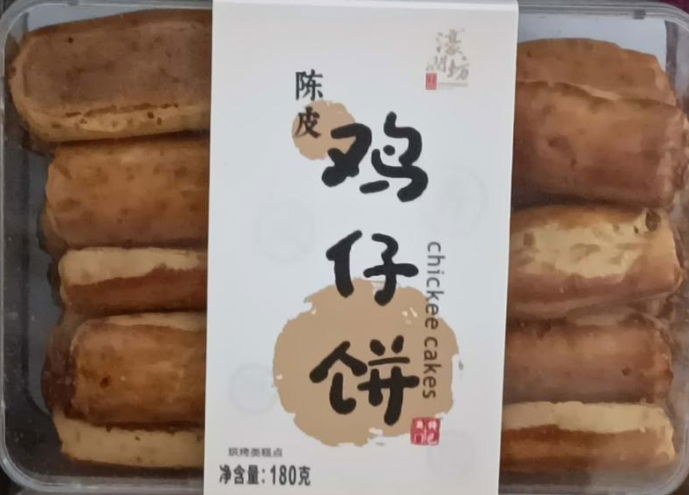 陈皮
鸡仔饼
chickee cakes
烘烤类糕点
净含量:180克